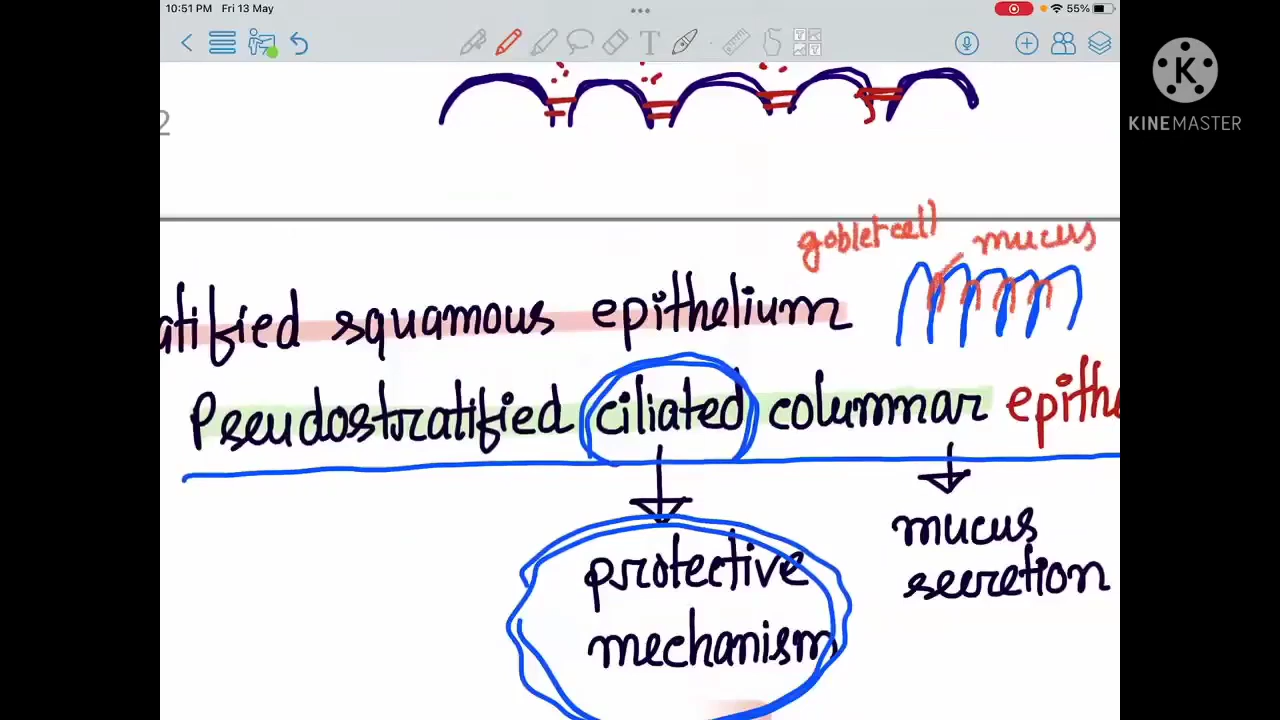 10:51 PM Fri 13 May
55%
K
KINEMASTER
2
goblet cell
mucus
atified squamous epithelium
Pseudostratified ciliated columnar epithe
protective
mechanism
mucus
secretion